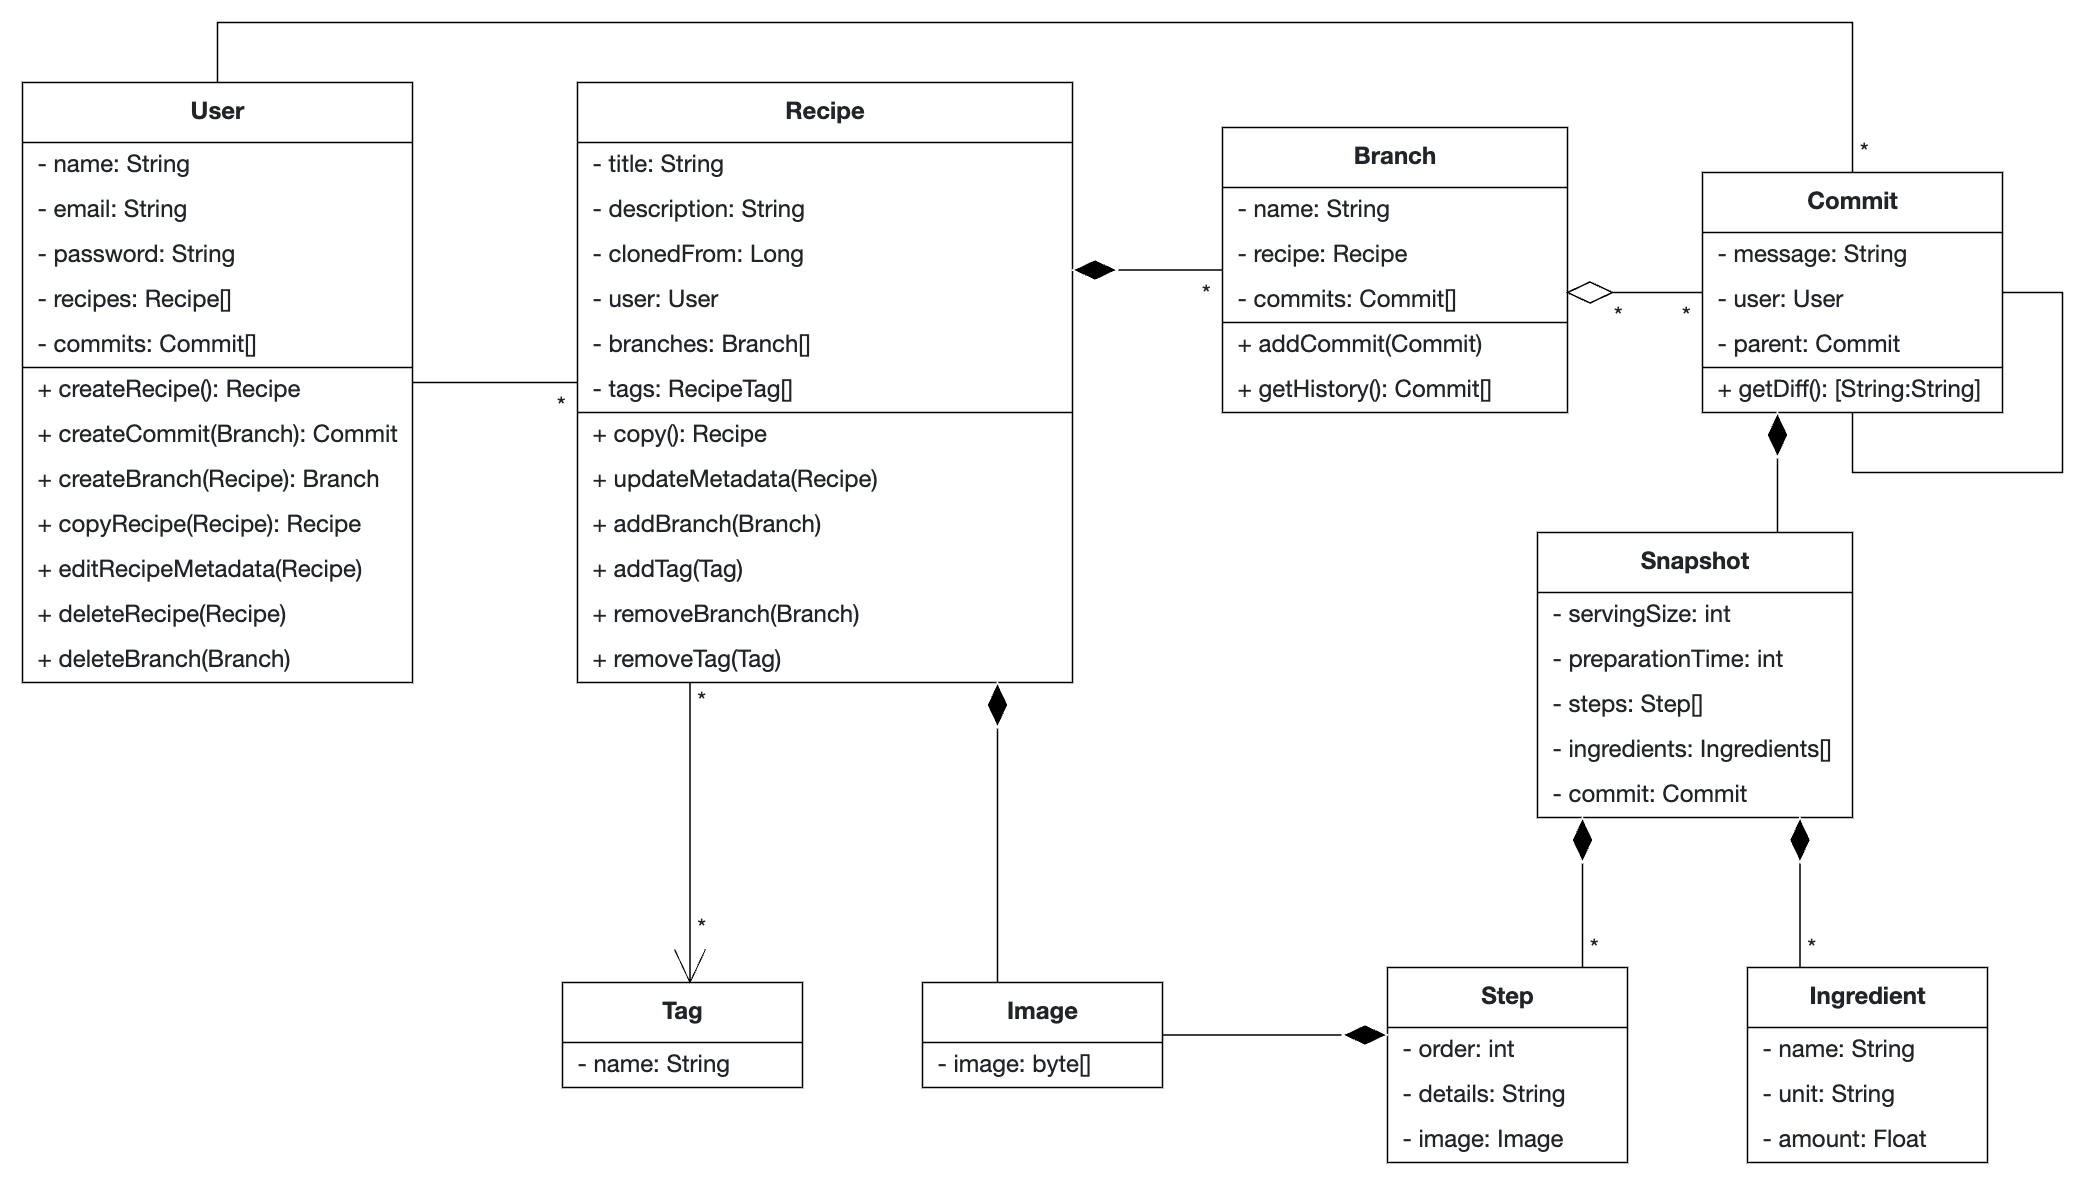 User
- name: String
- email: String
- password: String
- recipes: Recipe[]
- commits: Commit[]
+ createRecipe(): Recipe
+ createCommit(Branch): Commit
+ createBranch(Recipe): Branch
+ copyRecipe(Recipe): Recipe
+ editRecipeMetadata(Recipe)
+ deleteRecipe(Recipe)
+ deleteBranch(Branch)
*
Recipe
- title: String
- description: String
- clonedFrom: Long
- user: User
- branches: Branch[]
- tags: RecipeTag[]
+ copy(): Recipe
+ updateMetadata(Recipe)
+ addBranch(Branch)
+ addTag(Tag)
+ removeBranch(Branch)
+ removeTag(Tag)
*
Branch
- name: String
- recipe: Recipe
- commits: Commit[]
+ addCommit(Commit)
+ getHistory(): Commit[]
*
*
*
Commit
- message: String
- user: User
- parent: Commit
+ getDiff(): [String:String]
Snapshot
- servingSize: int
- preparationTime: int
- steps: Step[]
- ingredients: Ingredients[]
- commit: Commit
*
*
Tag
- name: String
Image
- image: byte[]
*
Step
- order: int
- details: String
- image: Image
*
Ingredient
- name: String
- unit: String
- amount: Float